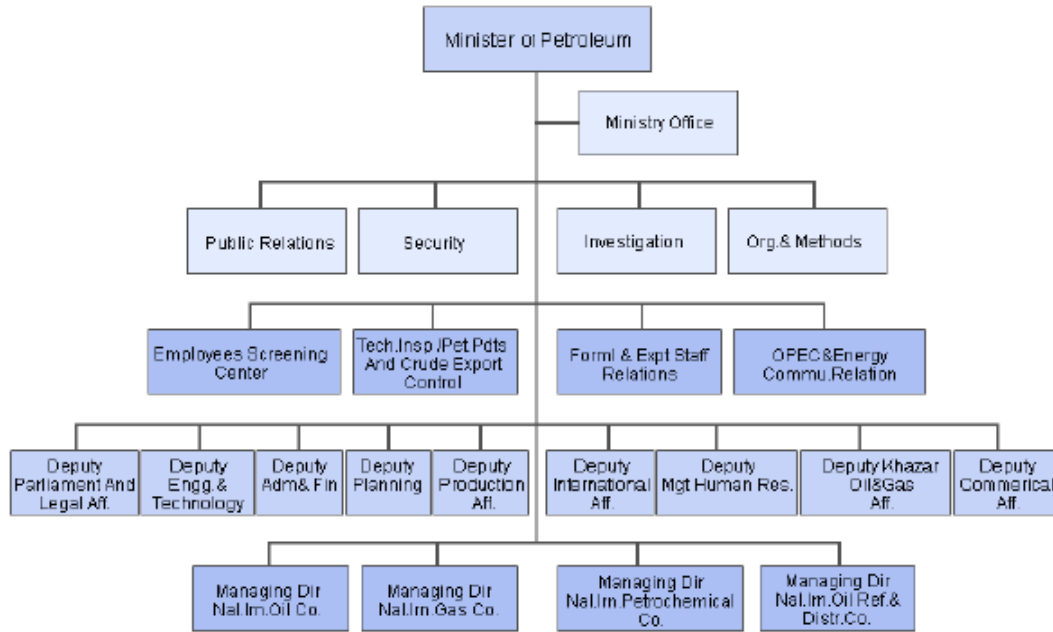 Minister of Petroleum
Ministry Office
Public Relations
Security
Investigation
Org.& Methods
Employees Screening
Center
Tech.Insp./Pet.Pdts
And Crude Export
Control
Forml & Expt Staff
Relations
OPEC&Energy
Commu.Relation
Deputy
Parliament And
Legal Aff.
Deputy
Engg.&
Technology
Deputy
Adm& Fin
Deputy
Planning
Deputy
Production
Aff.
Deputy
International
Aff.
Deputy
Mgt Human Res.
Deputy Khazar
Oil&Gas
Aff.
Deputy
Commerical
Aff.
Managing Dir
Nal.Irn.Oil Co.
Managing Dir
Nal.Irn.Gas Co.
Managing Dir
Nal.Irn.Petrochemical
Co.
Managing Dir
Nal.Irn.Oil Ref.&
Distr.Co.